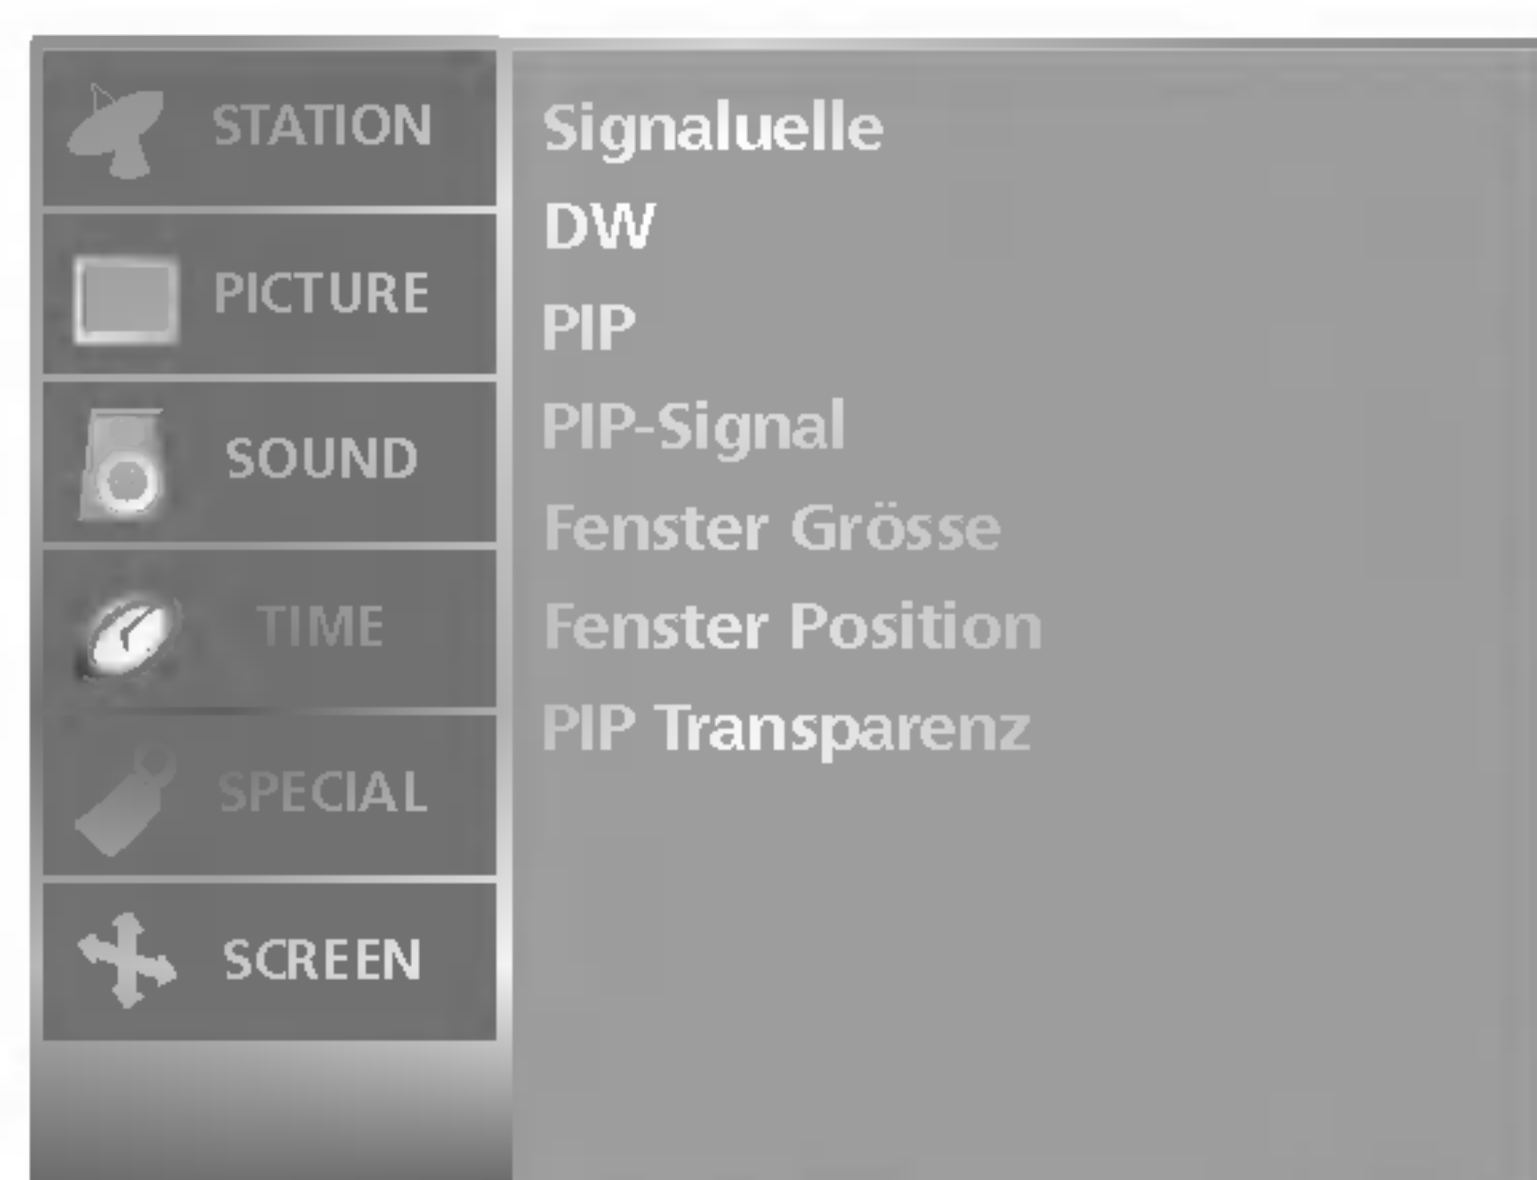 STATION
PICTURE
SOUND
TIME
SPECIAL
SCREEN
Signaluelle
DW
PIP
PIP-Signal
Fenster Grösse
Fenster Position
PIP Transparenz